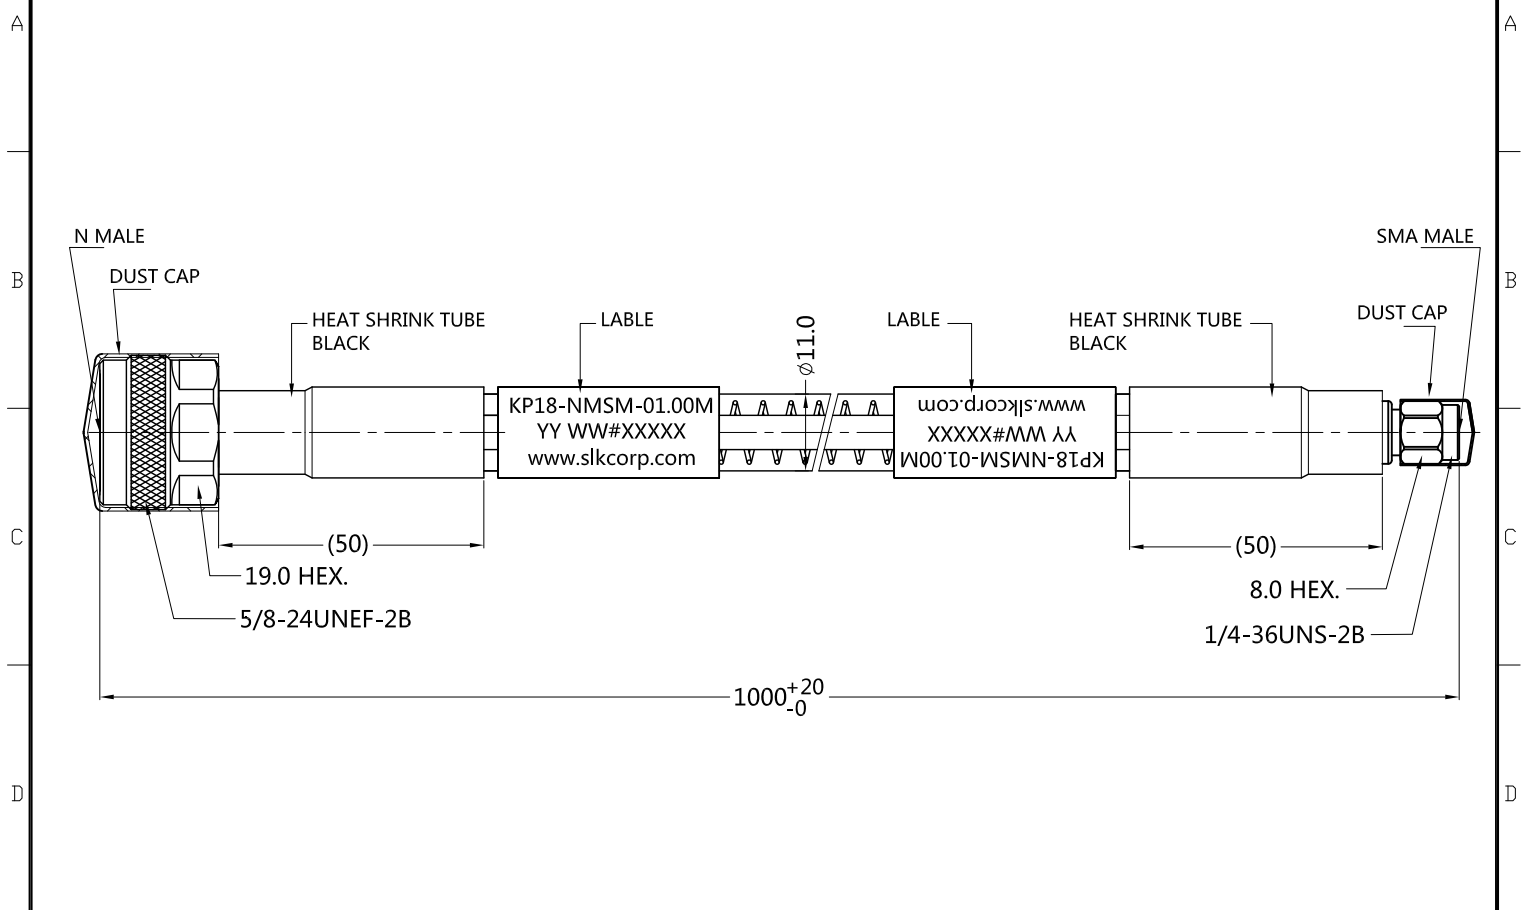 A
A
N MALE
SMA MALE
DUST CAP
B
B
HEAT SHRINK TUBE
BLACK
LABLE
⌀11.0
LABLE
HEAT SHRINK TUBE
BLACK
DUST CAP
KP18-NMSM-01.00M
YY WW#XXXXX
www.slkcorp.com
KP18-NMSM-01.00M
YY WW#XXXXX
www.slkcorp.com
C
C
(50)
(50)
19.0 HEX.
8.0 HEX.
5/8-24UNEF-2B
1/4-36UNS-2B
1000 +20
-0
D
D